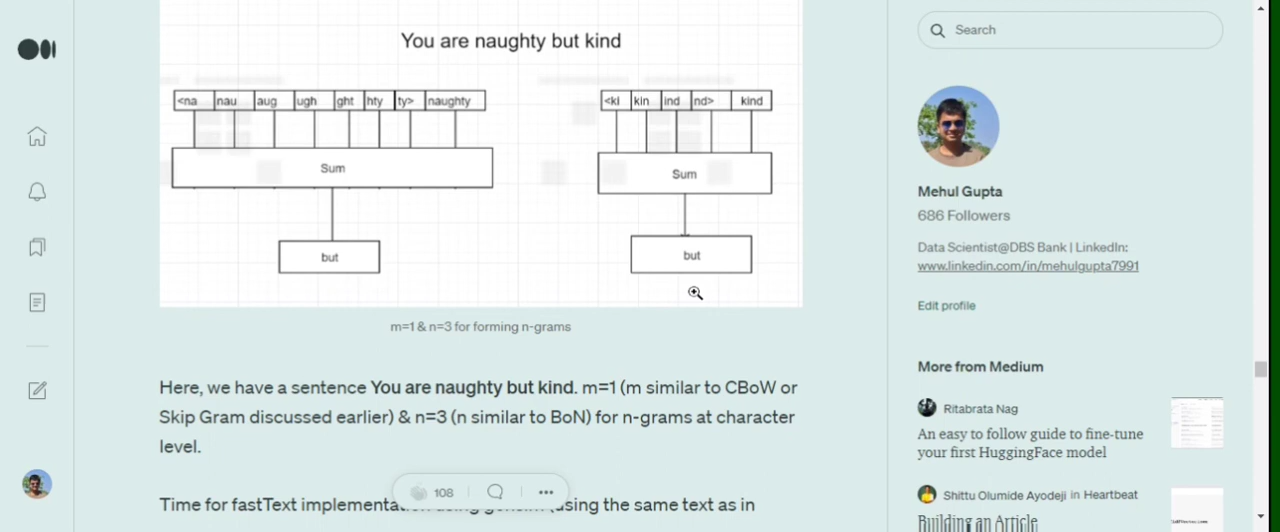 You are naughty but kind
<na nau aug ugh ght hty ty> naughty
<ki kin ind nd> kind
Sum
Sum
but
but
m=1 & n=3 for forming n-grams
Here, we have a sentence You are naughty but kind. m=1 (m similar to CBoW or
Skip Gram discussed earlier) & n=3 (n similar to BoN) for n-grams at character
level.
Time for fastText implementation using gensim (using the same text as in
108
Search
Mehul Gupta
686 Followers
Data Scientist@DBS Bank | LinkedIn:
www.linkedin.com/in/mehulgupta7991
Edit profile
More from Medium
Ritabrata Nag
An easy to follow guide to fine-tune
your first HuggingFace model
Shittu Olumide Ayodeji in Heartbeat
Building an Article